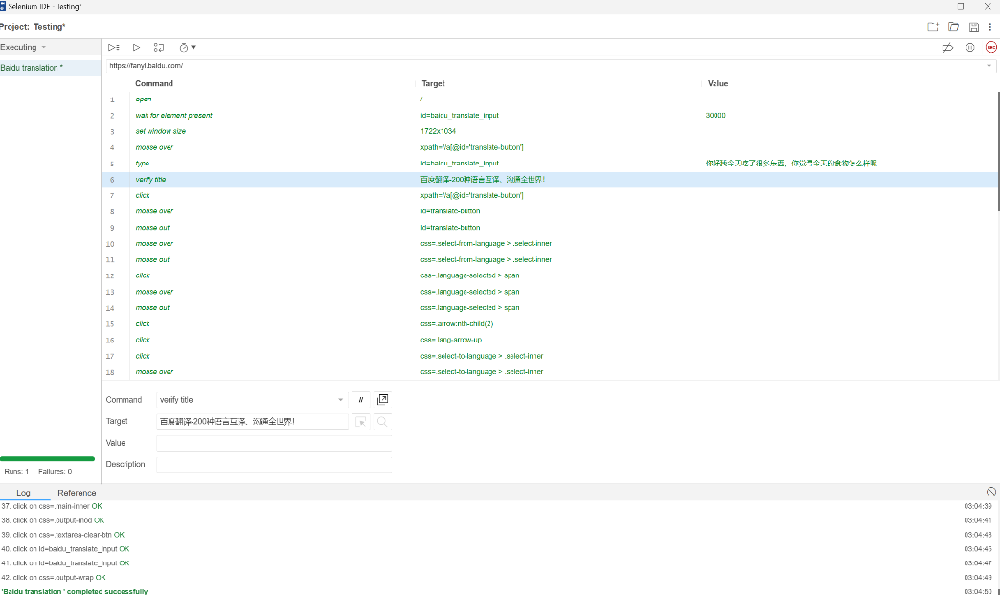 Selenium IDE - Testing*
Project: Testing*
Executing
Baidu translation *
https://fanyi.baidu.com/
Command Target Value
1 open /
2 wait for element present id=baidu_translate_input 30000
3 set window size 1722x1034
4 mouse over xpath=//a[@id='translate-button']
5 type id=baidu_translate_input 你好我今天吃了很多东西，你觉得今天的食物怎么样呢
6 verify title 百度翻译-200种语言互译、沟通全世界！
7 click xpath=//a[@id='translate-button']
8 mouse over id=translate-button
9 mouse out id=translate-button
10 mouse over css=.select-from-language > .select-inner
11 mouse out css=.select-from-language > .select-inner
12 click css=.language-selected > span
13 mouse over css=.language-selected > span
14 mouse out css=.language-selected > span
15 click css=.arrow:nth-child(2)
16 click css=.lang-arrow-up
17 click css=.select-to-language > .select-inner
18 mouse over css=.select-to-language > .select-inner
Command verify title //
Target 百度翻译-200种语言互译、沟通全世界！
Value
Description
Runs: 1 Failures: 0
Log Reference
37. click on css=.main-inner OK 03:04:39
38. click on css=.output-mod OK 03:04:41
39. click on css=.textarea-clear-btn OK 03:04:43
40. click on id=baidu_translate_input OK 03:04:45
41. click on id=baidu_translate_input OK 03:04:47
42. click on css=.output-wrap OK 03:04:49
'Baidu translation ' completed successfully 03:04:50
REC